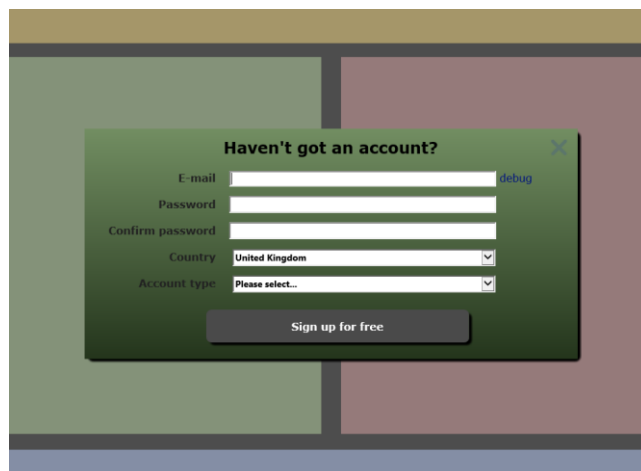 Haven't got an account?
E-mail debug
Password
Confirm password
Country United Kingdom
Account type Please select...
Sign up for free